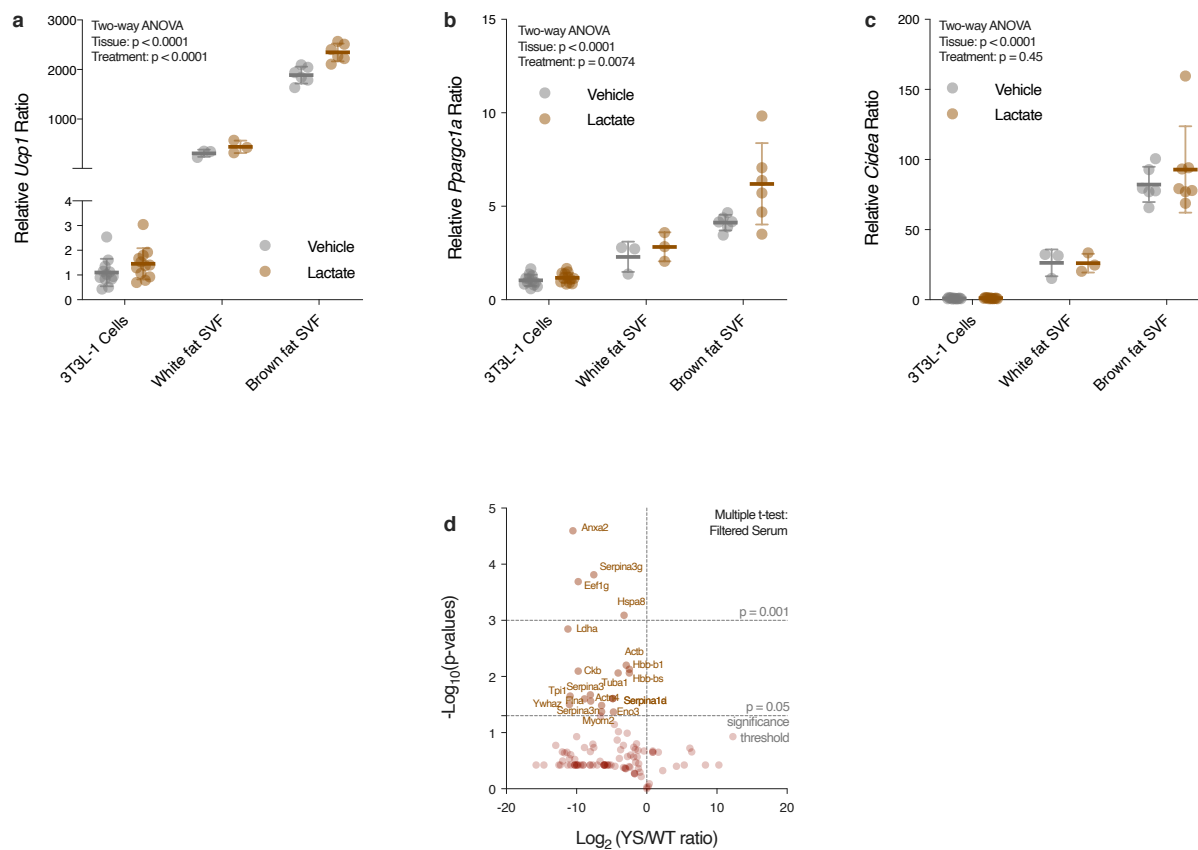 a
Two-way ANOVA
Tissue: p < 0.0001
Treatment: p < 0.0001
Relative Ucp1 Ratio
3000
2000
1000
4
3
2
1
0
Vehicle
Lactate
3T3L-1 Cells
White fat SVF
Brown fat SVF
b
Two-way ANOVA
Tissue: p < 0.0001
Treatment: p = 0.0074
Vehicle
Lactate
Relative Ppargc1a Ratio
15
10
5
0
3T3L-1 Cells
White fat SVF
Brown fat SVF
c
Two-way ANOVA
Tissue: p < 0.0001
Treatment: p = 0.45
Vehicle
Lactate
Relative Cidea Ratio
200
150
100
50
0
3T3L-1 Cells
White fat SVF
Brown fat SVF
d
Multiple t-test:
Filtered Serum
-Log10(p-values)
5
4
3
2
1
0
Anxa2
Serpina3g
Eef1g
Hspa8
p = 0.001
Ldha
Actb
Hbb-b1
Ckb
Hbb-bs
Tuba1
Serpina3
Tpi1
Flna
Actn4
Serpina1d
Ywhaz
Serpina3n
Eno3
Myom2
p = 0.05
significance
threshold
-20
-10
0
10
20
Log2 (YS/WT ratio)